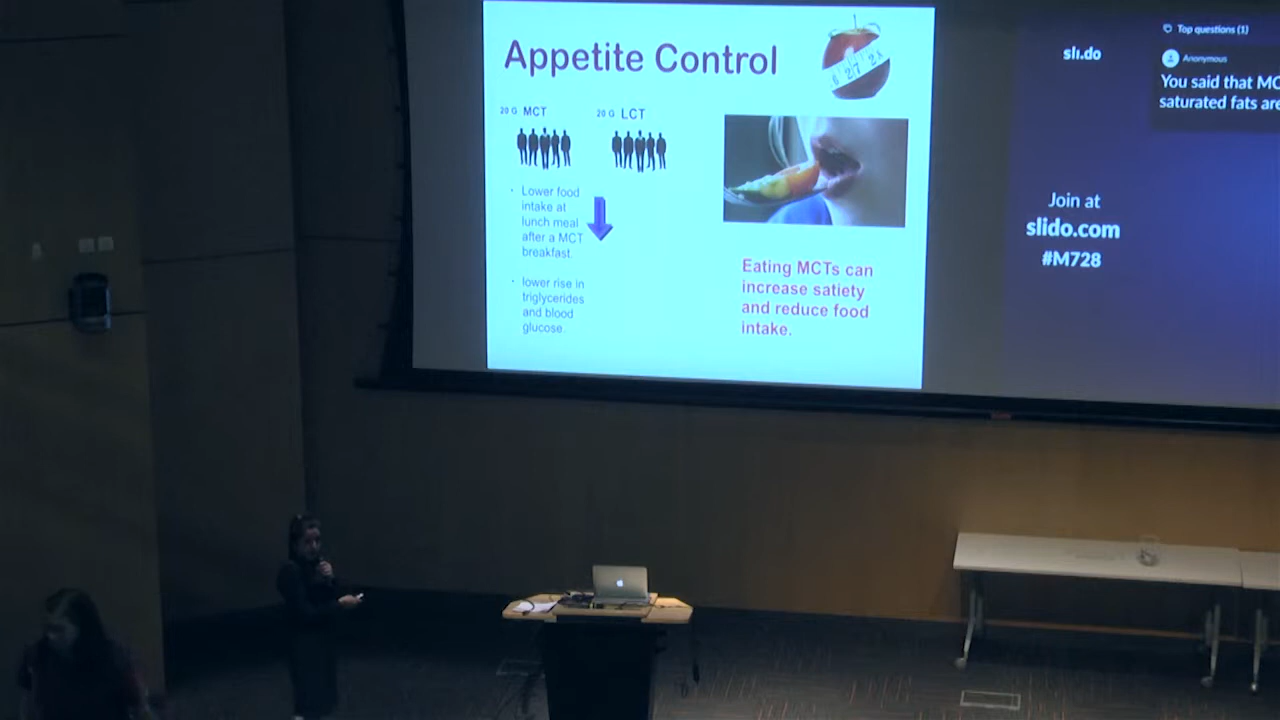 Appetite Control
20 G MCT
20 G LCT
· Lower food
intake at
lunch meal
after a MCT
breakfast.
· lower rise in
triglycerides
and blood
glucose.
Eating MCTs can
increase satiety
and reduce food
intake.
sli.do
Join at
slido.com
#M728
Top questions (1)
Anonymous
You said that MC
saturated fats are